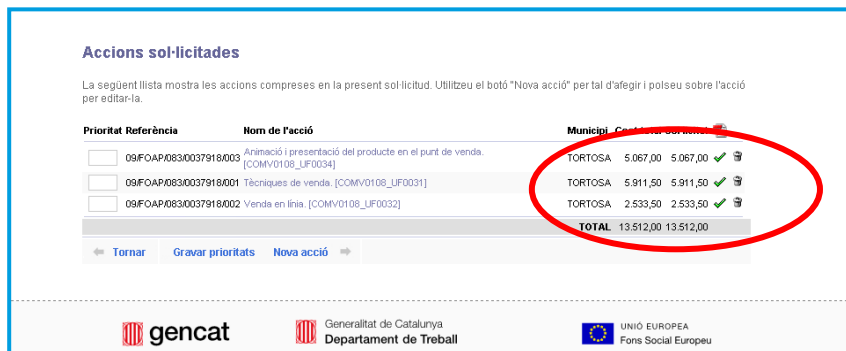 Accions sol·licitades
La següent llista mostra les accions compreses en la present sol·licitud. Utilitzeu el botó "Nova acció" per tal d'afegir i polseu sobre l'acció
per editar-la.
Prioritat Referència Nom de l'acció Municipi
09/FOAP/083/0037918/003 Animació i presentació del producte en el punt de venda. [COMV0108_UF0034] TORTOSA 5.067,00 5.067,00
09/FOAP/083/0037918/001 Tècniques de venda. [COMV0108_UF0031] TORTOSA 5.911,50 5.911,50
09/FOAP/083/0037918/002 Venda en línia. [COMV0108_UF0032] TORTOSA 2.533,50 2.533,50
TOTAL 13.512,00 13.512,00
Tornar Gravar prioritats Nova acció
gencat
Generalitat de Catalunya
Departament de Treball
UNIÓ EUROPEA
Fons Social Europeu